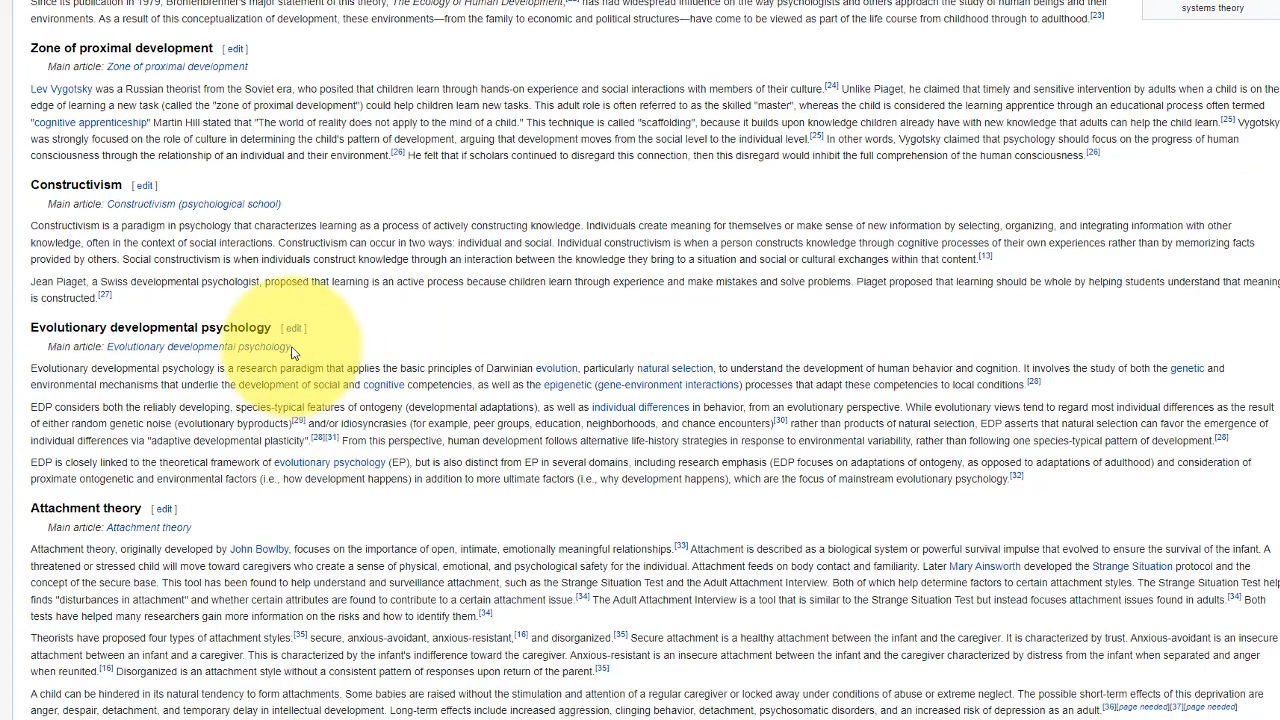 Since its publication in 1979, Bronfenbrenner's major statement of this theory, The Ecology of Human Development, has had widespread influence on the way psychologists and others approach the study of human beings and their
environments. As a result of this conceptualization of development, these environments—from the family to economic and political structures—have come to be viewed as part of the life course from childhood through to adulthood.[23]
systems theory
Zone of proximal development [ edit ]
Main article: Zone of proximal development
Lev Vygotsky was a Russian theorist from the Soviet era, who posited that children learn through hands-on experience and social interactions with members of their culture.[24] Unlike Piaget, he claimed that timely and sensitive intervention by adults when a child is on the
edge of learning a new task (called the "zone of proximal development") could help children learn new tasks. This adult role is often referred to as the skilled "master", whereas the child is considered the learning apprentice through an educational process often termed
"cognitive apprenticeship" Martin Hill stated that "The world of reality does not apply to the mind of a child." This technique is called "scaffolding", because it builds upon knowledge children already have with new knowledge that adults can help the child learn.[25] Vygotsky
was strongly focused on the role of culture in determining the child's pattern of development, arguing that development moves from the social level to the individual level.[25] In other words, Vygotsky claimed that psychology should focus on the progress of human
consciousness through the relationship of an individual and their environment.[26] He felt that if scholars continued to disregard this connection, then this disregard would inhibit the full comprehension of the human consciousness.[26]
Constructivism [ edit ]
Main article: Constructivism (psychological school)
Constructivism is a paradigm in psychology that characterizes learning as a process of actively constructing knowledge. Individuals create meaning for themselves or make sense of new information by selecting, organizing, and integrating information with other
knowledge, often in the context of social interactions. Constructivism can occur in two ways: individual and social. Individual constructivism is when a person constructs knowledge through cognitive processes of their own experiences rather than by memorizing facts
provided by others. Social constructivism is when individuals construct knowledge through an interaction between the knowledge they bring to a situation and social or cultural exchanges within that content.[13]
Jean Piaget, a Swiss developmental psychologist, proposed that learning is an active process because children learn through experience and make mistakes and solve problems. Piaget proposed that learning should be whole by helping students understand that meaning
is constructed.[27]
Evolutionary developmental psychology [ edit ]
Main article: Evolutionary developmental psychology
Evolutionary developmental psychology is a research paradigm that applies the basic principles of Darwinian evolution, particularly natural selection, to understand the development of human behavior and cognition. It involves the study of both the genetic and
environmental mechanisms that underlie the development of social and cognitive competencies, as well as the epigenetic (gene-environment interactions) processes that adapt these competencies to local conditions.[28]
EDP considers both the reliably developing, species-typical features of ontogeny (developmental adaptations), as well as individual differences in behavior, from an evolutionary perspective. While evolutionary views tend to regard most individual differences as the result
of either random genetic noise (evolutionary byproducts)[29] and/or idiosyncrasies (for example, peer groups, education, neighborhoods, and chance encounters)[30] rather than products of natural selection, EDP asserts that natural selection can favor the emergence of
individual differences via "adaptive developmental plasticity".[28][31] From this perspective, human development follows alternative life-history strategies in response to environmental variability, rather than following one species-typical pattern of development.[28]
EDP is closely linked to the theoretical framework of evolutionary psychology (EP), but is also distinct from EP in several domains, including research emphasis (EDP focuses on adaptations of ontogeny, as opposed to adaptations of adulthood) and consideration of
proximate ontogenetic and environmental factors (i.e., how development happens) in addition to more ultimate factors (i.e., why development happens), which are the focus of mainstream evolutionary psychology.[32]
Attachment theory [ edit ]
Main article: Attachment theory
Attachment theory, originally developed by John Bowlby, focuses on the importance of open, intimate, emotionally meaningful relationships.[33] Attachment is described as a biological system or powerful survival impulse that evolved to ensure the survival of the infant. A
threatened or stressed child will move toward caregivers who create a sense of physical, emotional, and psychological safety for the individual. Attachment feeds on body contact and familiarity. Later Mary Ainsworth developed the Strange Situation protocol and the
concept of the secure base. This tool has been found to help understand and surveillance attachment, such as the Strange Situation Test and the Adult Attachment Interview. Both of which help determine factors to certain attachment styles. The Strange Situation Test help
finds "disturbances in attachment" and whether certain attributes are found to contribute to a certain attachment issue.[34] The Adult Attachment Interview is a tool that is similar to the Strange Situation Test but instead focuses attachment issues found in adults.[34] Both
tests have helped many researchers gain more information on the risks and how to identify them.[34]
Theorists have proposed four types of attachment styles:[35] secure, anxious-avoidant, anxious-resistant,[16] and disorganized.[35] Secure attachment is a healthy attachment between the infant and the caregiver. It is characterized by trust. Anxious-avoidant is an insecure
attachment between an infant and a caregiver. This is characterized by the infant's indifference toward the caregiver. Anxious-resistant is an insecure attachment between the infant and the caregiver characterized by distress from the infant when separated and anger
when reunited.[16] Disorganized is an attachment style without a consistent pattern of responses upon return of the parent.[35]
A child can be hindered in its natural tendency to form attachments. Some babies are raised without the stimulation and attention of a regular caregiver or locked away under conditions of abuse or extreme neglect. The possible short-term effects of this deprivation are
anger, despair, detachment, and temporary delay in intellectual development. Long-term effects include increased aggression, clinging behavior, detachment, psychosomatic disorders, and an increased risk of depression as an adult.[36][page needed][37][page needed]